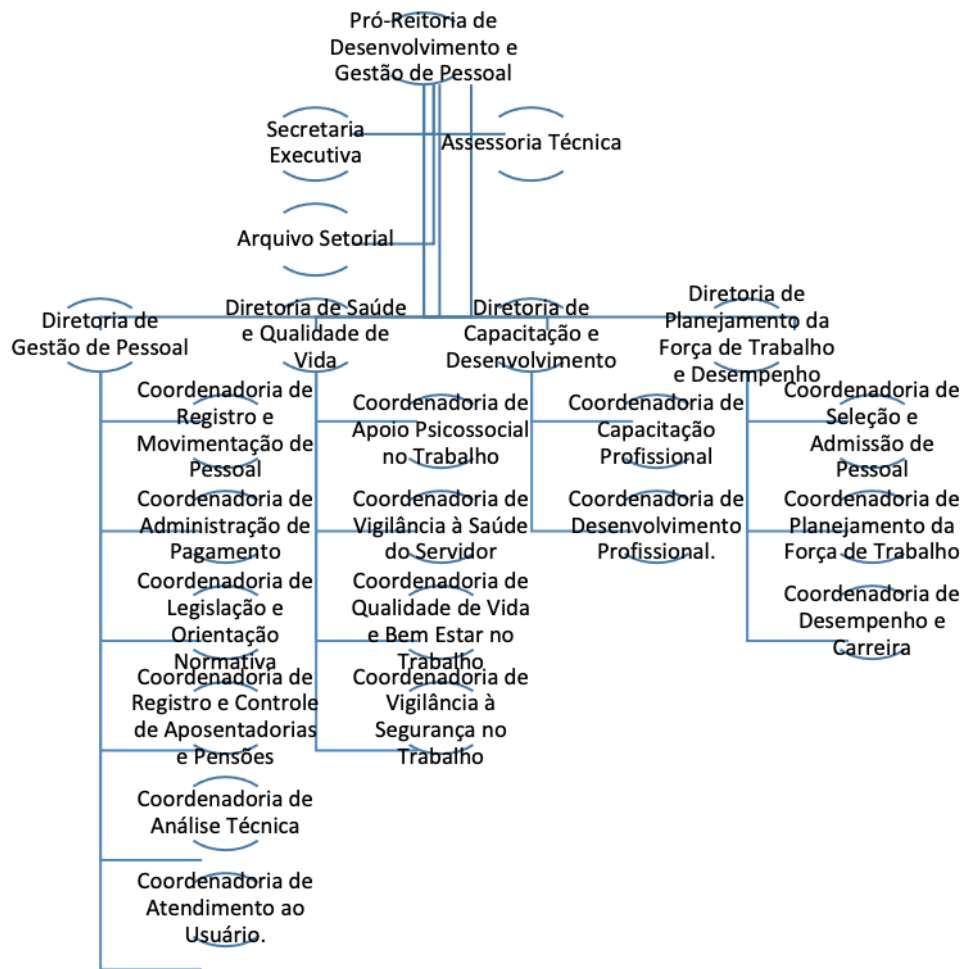 Pró-Reitoria de
Desenvolvimento e
Gestão de Pessoal
Secretaria
Executiva
Assessoria Técnica
Arquivo Setorial
Diretoria de
Gestão de Pessoal
Coordenadoria de
Registro e
Movimentação de
Pessoal
Coordenadoria de
Administração de
Pagamento
Coordenadoria de
Legislação e
Orientação
Normativa
Coordenadoria de
Registro e Controle
de Aposentadorias
e Pensões
Coordenadoria de
Análise Técnica
Coordenadoria de
Atendimento ao
Usuário.
Diretoria de Saúde
e Qualidade de
Vida
Coordenadoria de
Apoio Psicossocial
no Trabalho
Coordenadoria de
Vigilância à Saúde
do Servidor
Coordenadoria de
Qualidade de Vida
e Bem Estar no
Trabalho
Coordenadoria de
Vigilância à
Segurança no
Trabalho
Diretoria de
Capacitação e
Desenvolvimento
Coordenadoria de
Capacitação
Profissional
Coordenadoria de
Desenvolvimento
Profissional.
Diretoria de
Planejamento da
Força de Trabalho
e Desempenho
Coordenadoria de
Seleção e
Admissão de
Pessoal
Coordenadoria de
Planejamento da
Força de Trabalho
Coordenadoria de
Desempenho e
Carreira